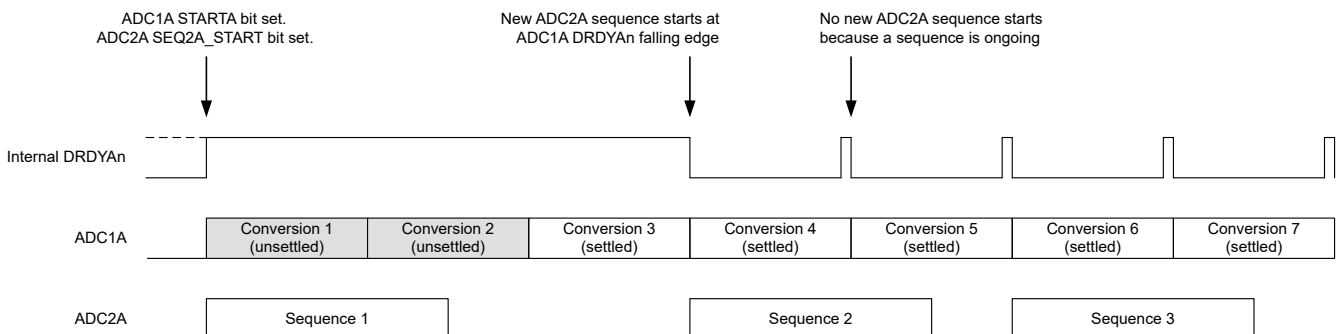 ADC1A STARTA bit set.
ADC2A SEQ2A_START bit set.
New ADC2A sequence starts at
ADC1A DRDYAn falling edge
No new ADC2A sequence starts
because a sequence is ongoing
Internal DRDYAn
ADC1A
Conversion 1
(unsettled)
Conversion 2
(unsettled)
Conversion 3
(settled)
Conversion 4
(settled)
Conversion 5
(settled)
Conversion 6
(settled)
Conversion 7
(settled)
ADC2A
Sequence 1
Sequence 2
Sequence 3